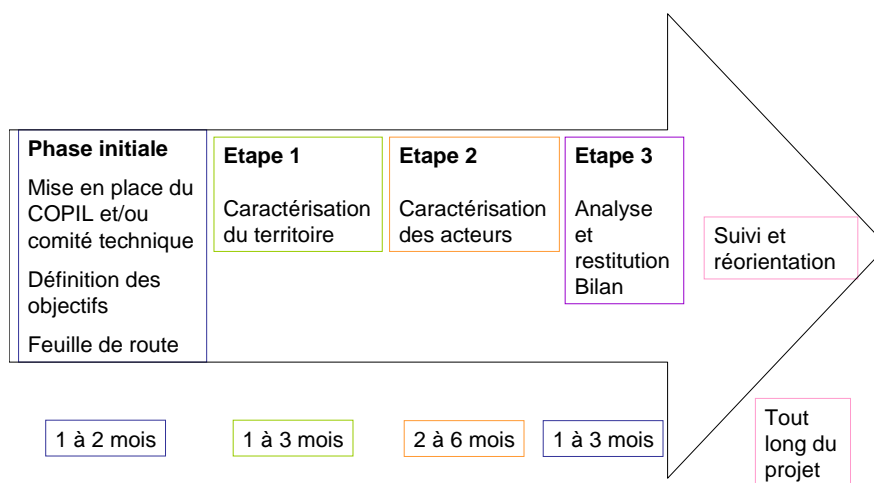 Phase initiale
Mise en place du
COPIL et/ou
comité technique
Définition des
objectifs
Feuille de route
Etape 1
Caractérisation
du territoire
Etape 2
Caractérisation
des acteurs
Etape 3
Analyse
et
restitution
Bilan
Suivi et
réorientation
1 à 2 mois
1 à 3 mois
2 à 6 mois
1 à 3 mois
Tout
long du
projet